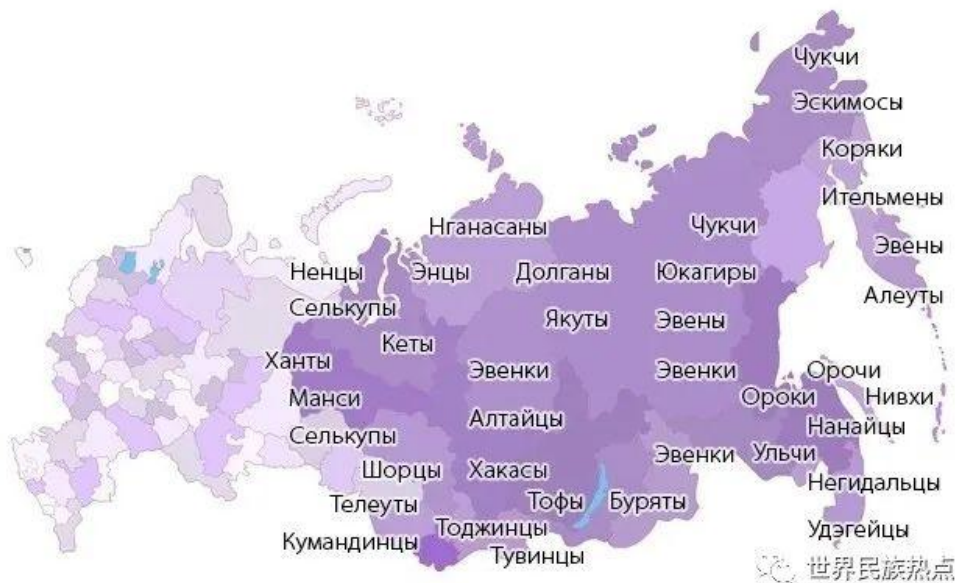 Чукчи
Эскимосы
Коряки
Ительмены
Нганасаны
Чукчи
Эвены
Ненцы
Энцы
Долганы
Юкагиры
Алеуты
Селькупы
Якуты
Эвены
Кеты
Ханты
Эвенки
Эвенки
Орочи
Манси
Ороки
Нивхи
Алтайцы
Нанайцы
Селькупы
Эвенки
Ульчи
Шорцы
Хакасы
Негидальцы
Телеуты
Тофы
Буряты
Тоджинцы
Удэгейцы
Кумандинцы
Тувинцы
世界民族热点